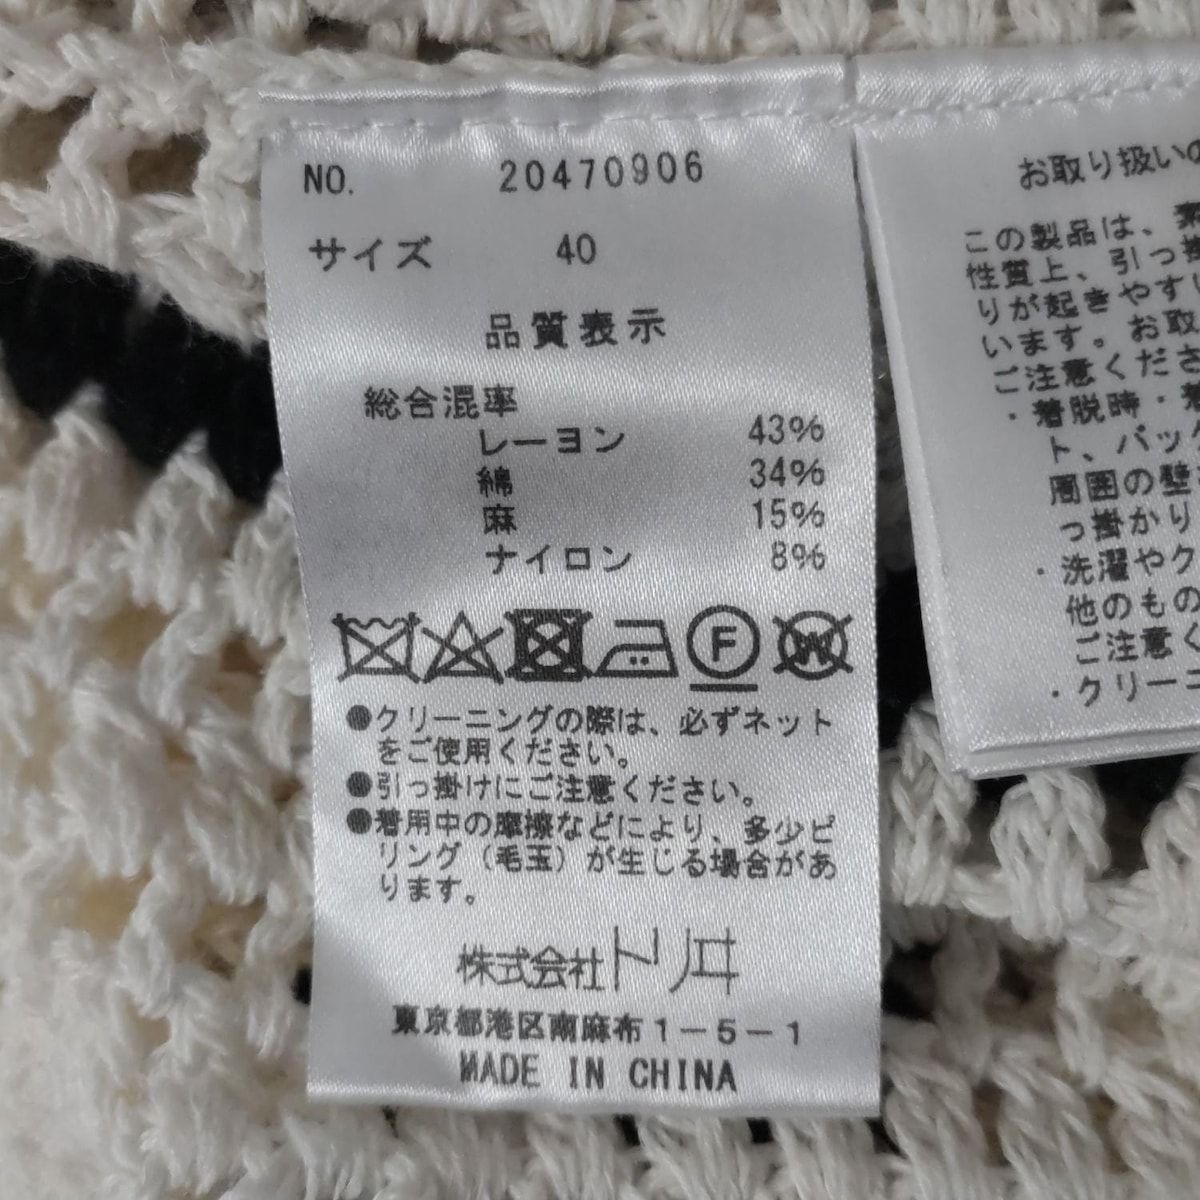 NO. 20470906
サイズ 40
品質表示
総合混率
レーヨン 43%
綿 34%
麻 15%
ナイロン 8%
F
W
●クリーニングの際は、必ずネット
をご使用ください。
●引っ掛けにご注意ください。
●着用中の摩擦などにより、多少ピ
リング（毛玉）が生じる場合があ
ります。
株式会社
東京都港区南麻布1－5－1
MADE IN CHINA
お取り扱いの
この製品は、
性質上、引っ掛
りが起きやすい
います。お取
ご注意くださ
・着脱時・着
ト、バッグ
周囲の壁
っ掛かり
・洗濯やク
他のもの
ご注意く
・クリーニ